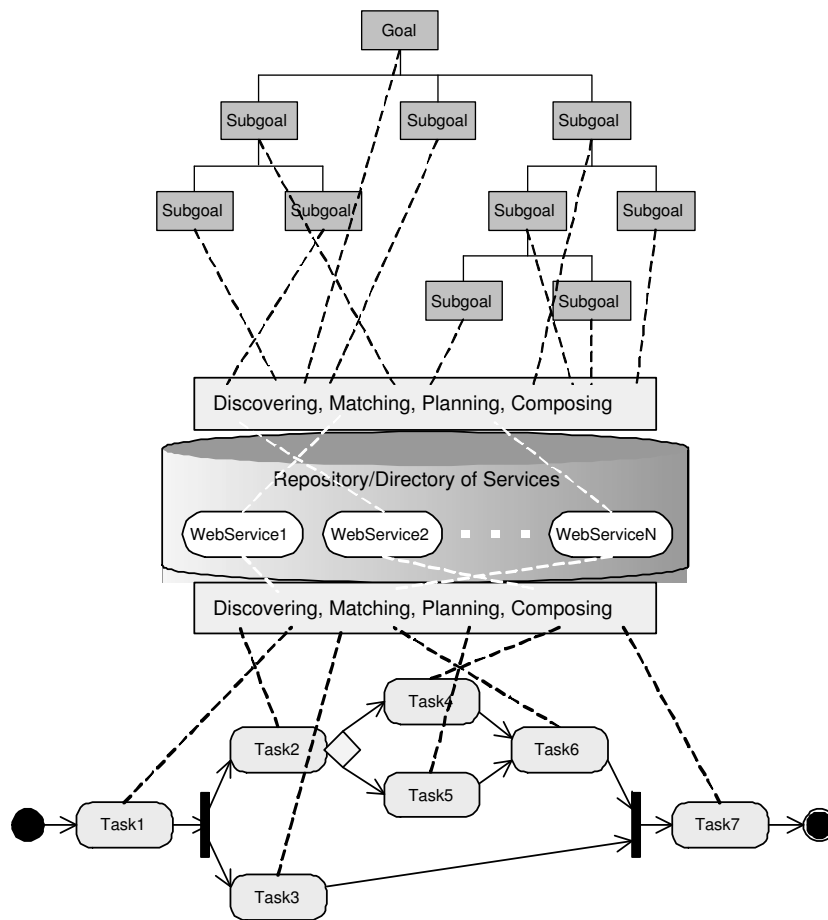 Goal
Subgoal
Subgoal
Subgoal
Subgoal
Subgoal
Subgoal
Subgoal
Subgoal
Subgoal
Discovering, Matching, Planning, Composing
Repository/Directory of Services
WebService1
WebService2
WebServiceN
Discovering, Matching, Planning, Composing
Task4
Task2
Task6
Task5
Task1
Task7
Task3